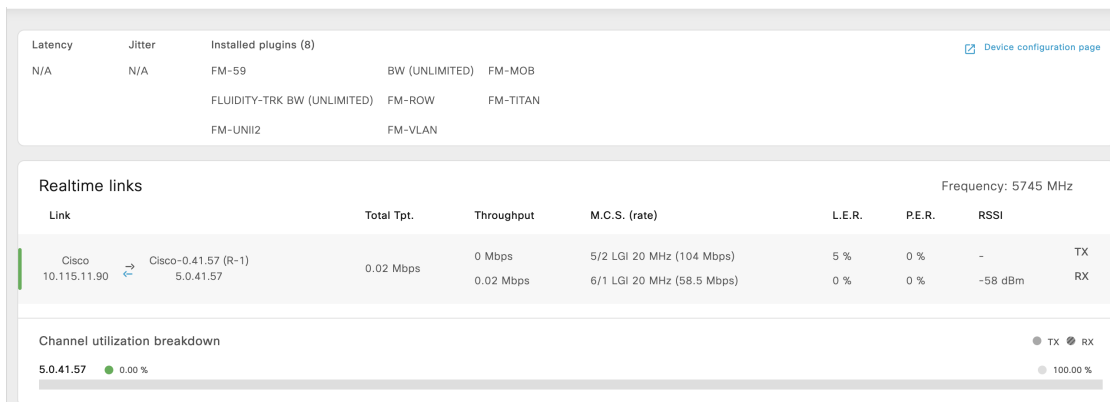 Latency Jitter Installed plugins (8) Device configuration page
N/A N/A FM-59 BW (UNLIMITED) FM-MOB
FLUIDITY-TRK BW (UNLIMITED) FM-ROW FM-TITAN
FM-UNII2 FM-VLAN
Realtime links Frequency: 5745 MHz
Link Total Tpt. Throughput M.C.S. (rate) L.E.R. P.E.R. RSSI
Cisco Cisco-0.41.57 (R-1) 0 Mbps 5/2 LGI 20 MHz (104 Mbps) 5 % 0 % - TX
10.115.11.90 5.0.41.57 0.02 Mbps 0.02 Mbps 6/1 LGI 20 MHz (58.5 Mbps) 0 % 0 % -58 dBm RX
Channel utilization breakdown TX RX
5.0.41.57 0.00 % 100.00 %